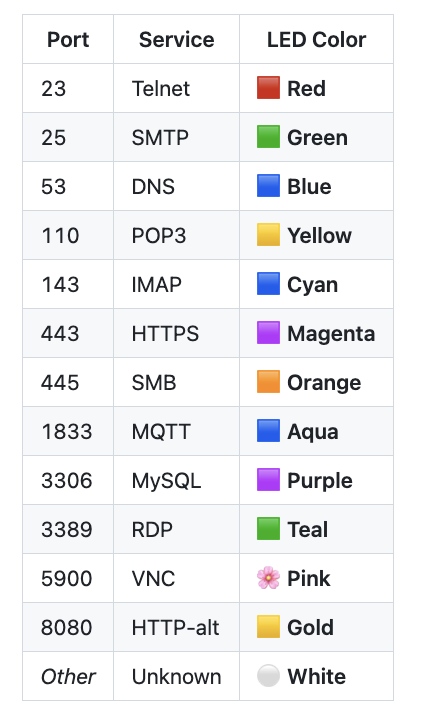 Port Service LED Color
23 Telnet 🟥 Red
25 SMTP 🟩 Green
53 DNS 🟦 Blue
110 POP3 🟨 Yellow
143 IMAP 🟦 Cyan
443 HTTPS 🟪 Magenta
445 SMB 🟧 Orange
1833 MQTT 🟦 Aqua
3306 MySQL 🟪 Purple
3389 RDP 🟩 Teal
5900 VNC 🌸 Pink
8080 HTTP-alt 🟨 Gold
Other Unknown ⚪ White